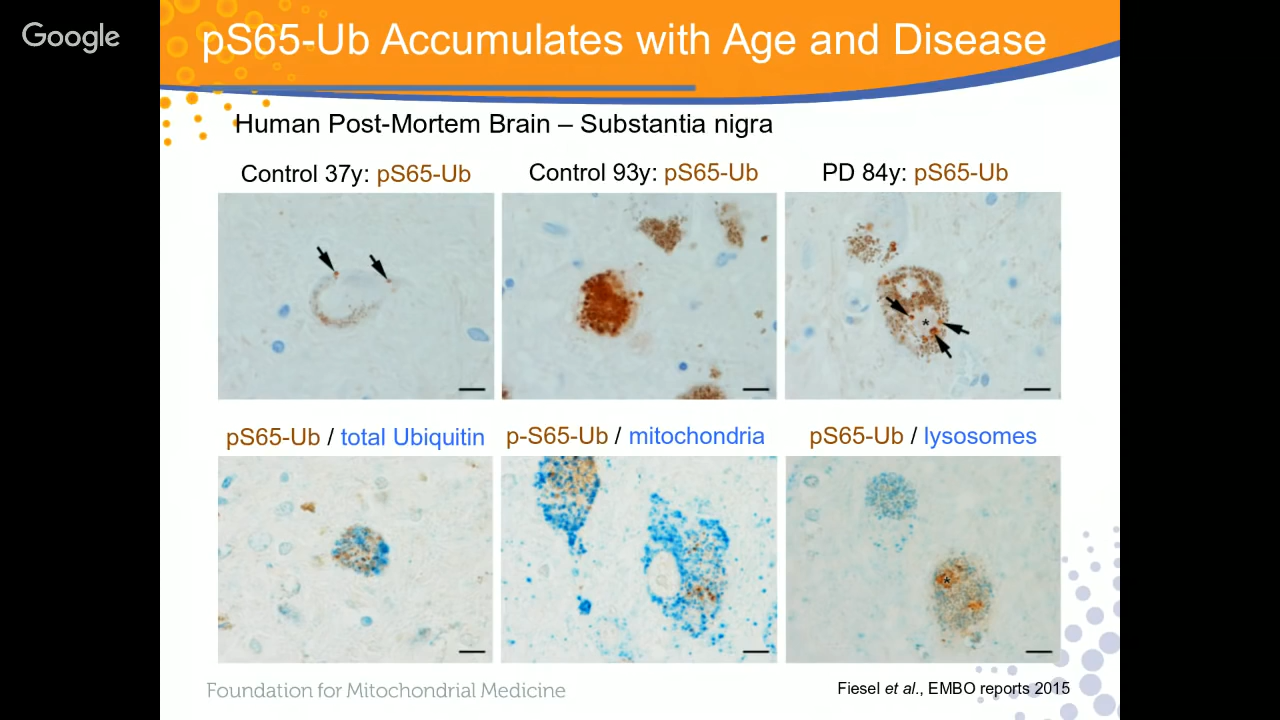 Google
pS65-Ub Accumulates with Age and Disease
Human Post-Mortem Brain – Substantia nigra
Control 37y: pS65-Ub
Control 93y: pS65-Ub
PD 84y: pS65-Ub
*
pS65-Ub / total Ubiquitin
p-S65-Ub / mitochondria
pS65-Ub / lysosomes
*
Foundation for Mitochondrial Medicine
Fiesel et al., EMBO reports 2015